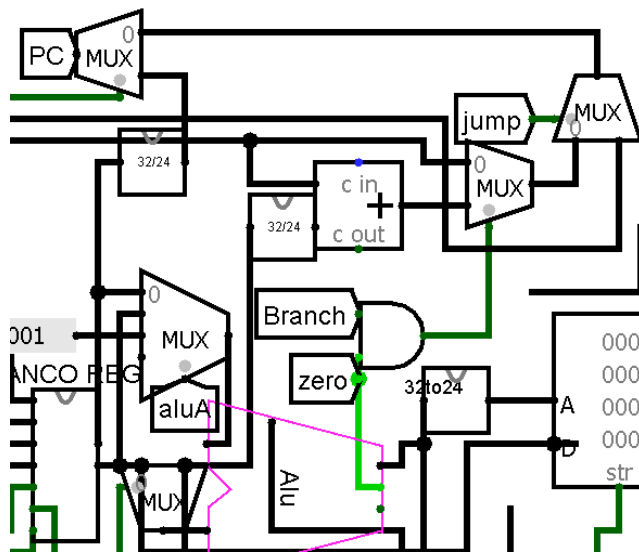 0
PC
MUX
MUX
jump
0
32/24
0
MUX
c in
+
c out
32/24
0
MUX
Branch
001
000
ANCO REG
zero
32to24
000
aluA
A
000
D
000
Alu
str
MUX